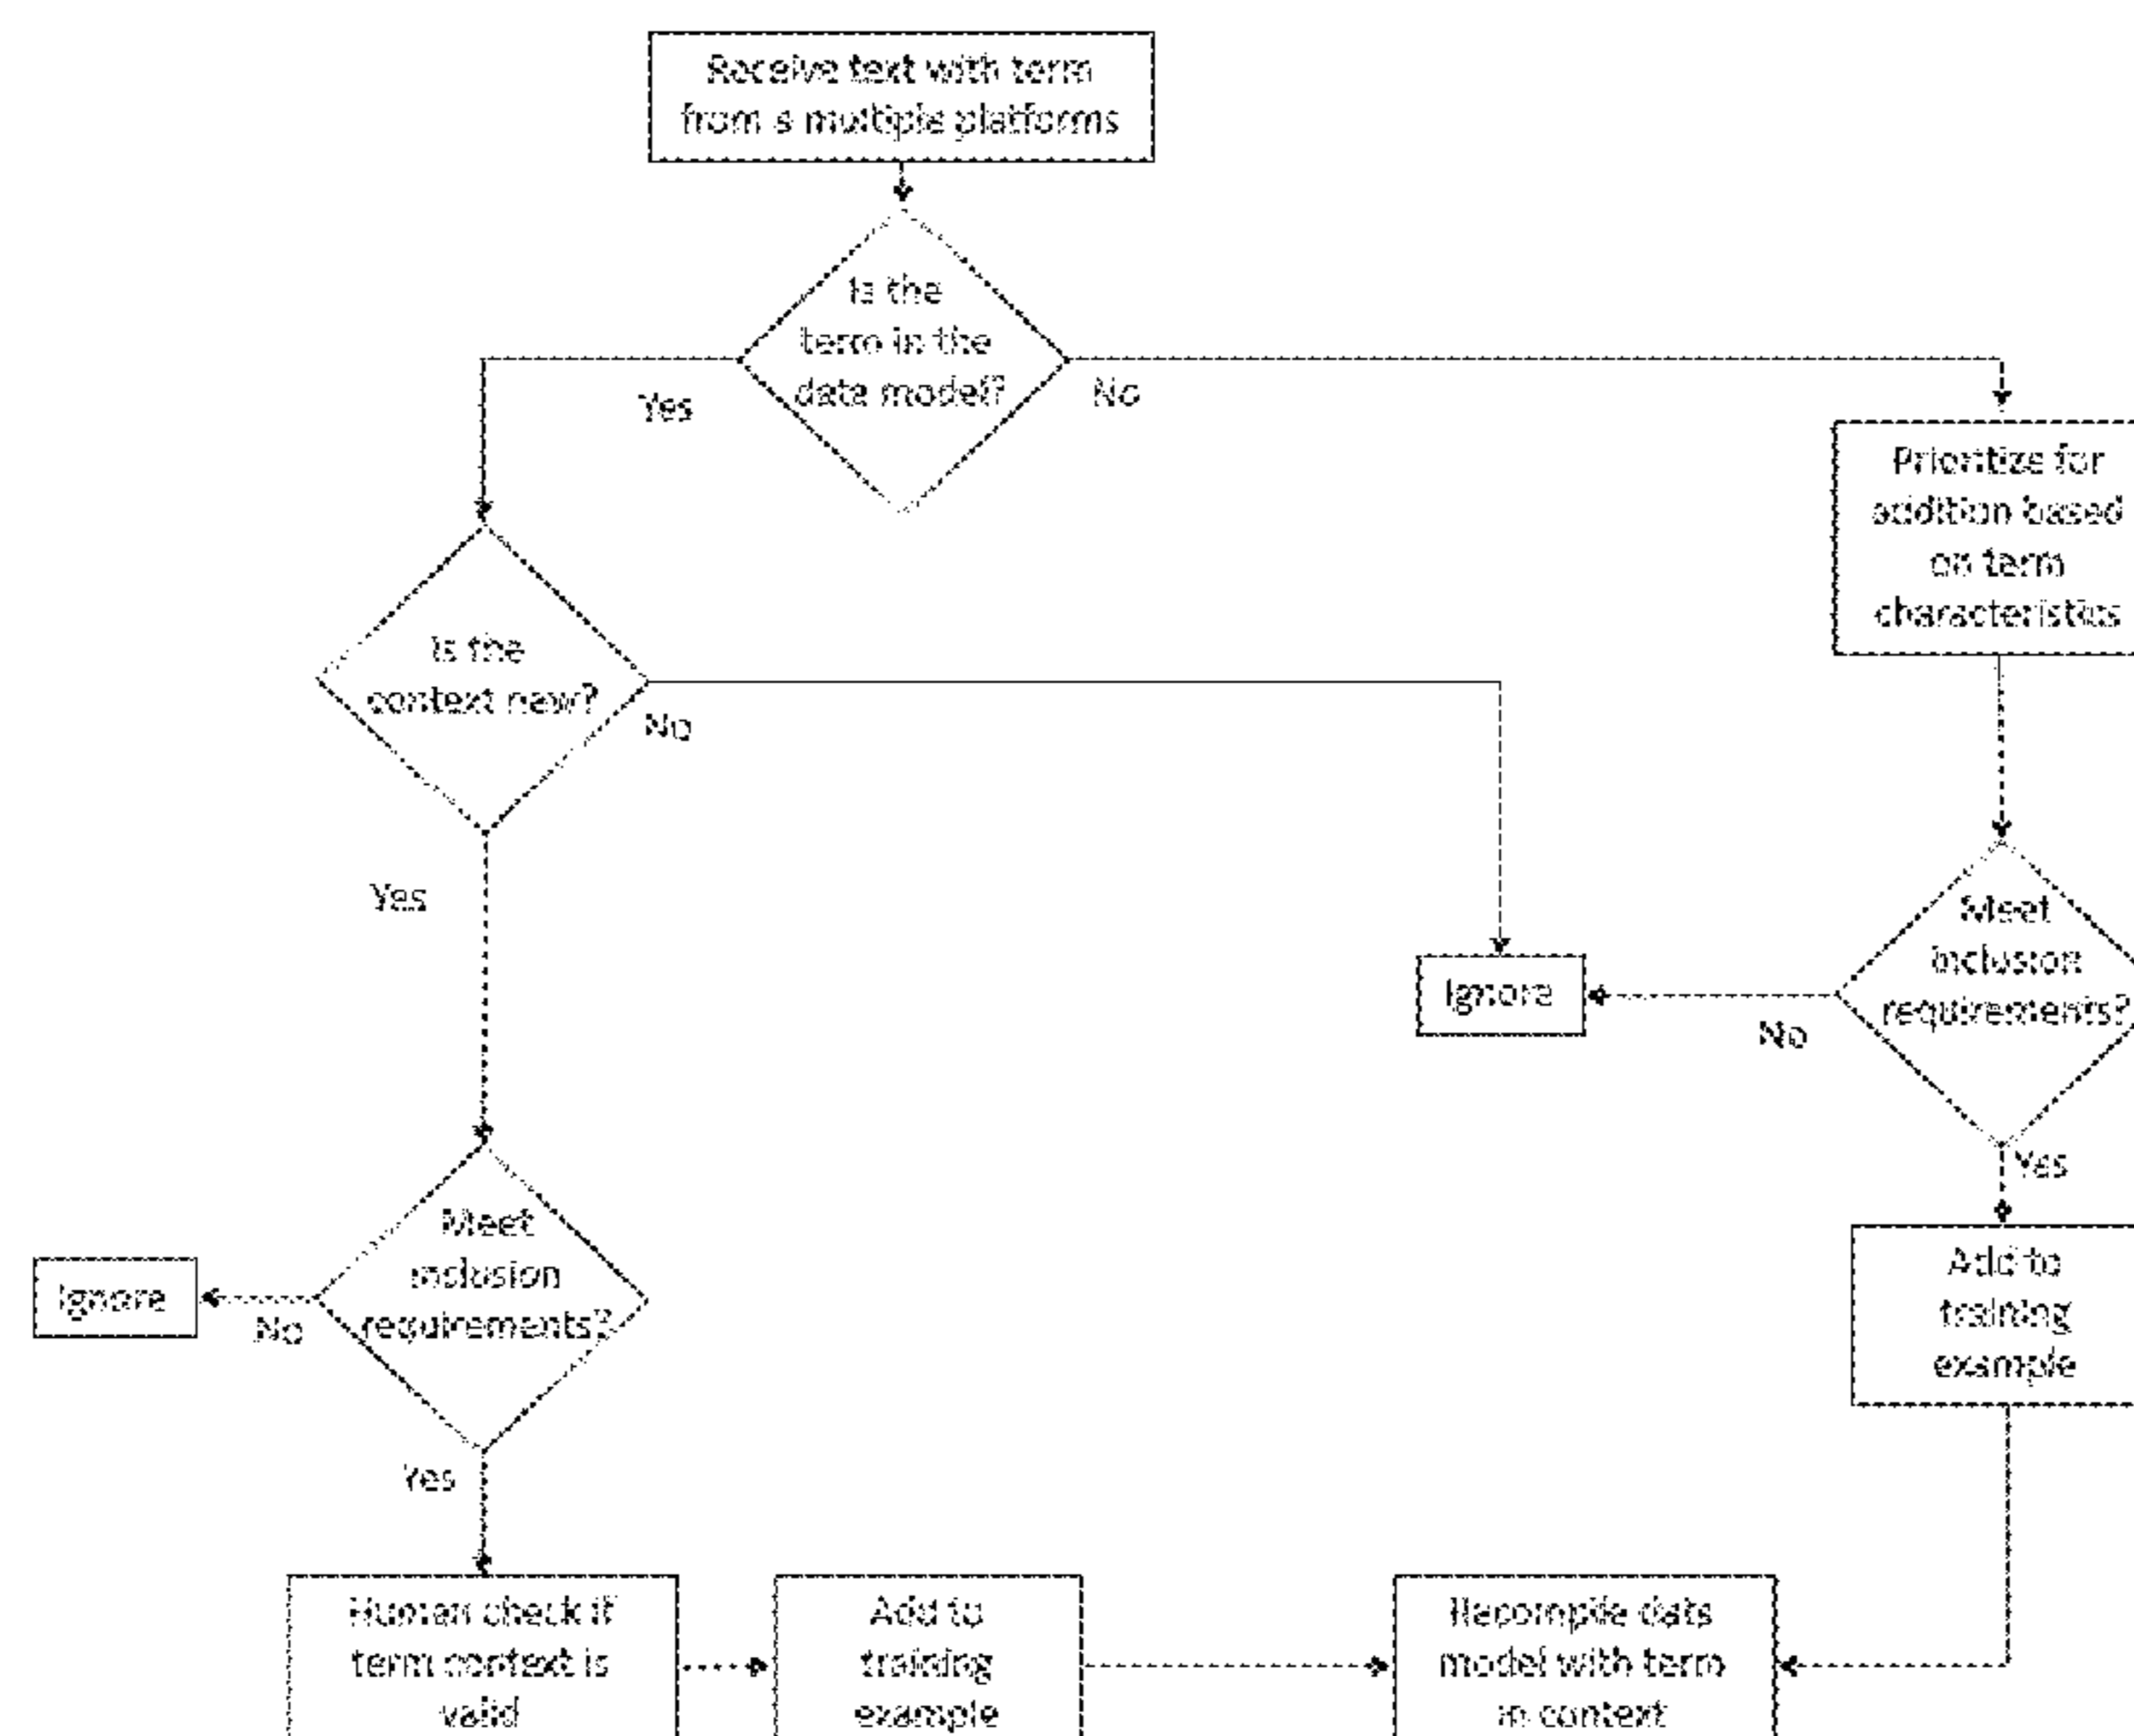 Receive text with term
from a multiple platforms
Is the
term in the
data model?
Yes
No
Prioritize for
addition based
on term
characteristics
Is the
context new?
No
Yes
Meet
inclusion
requirements?
Ignore
No
Yes
Meet
inclusion
requirements?
Ignore
No
Add to
training
example
Yes
Human check if
term context is
valid
Add to
training
example
Recompile data
model with term
in context